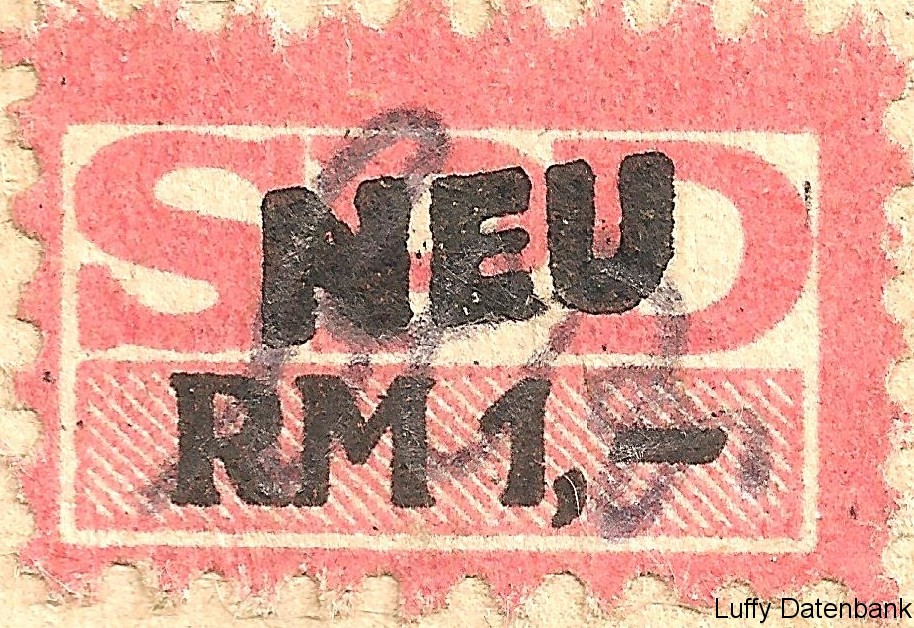 SPD
NEU
RM 1,—
Luffy Datenbank